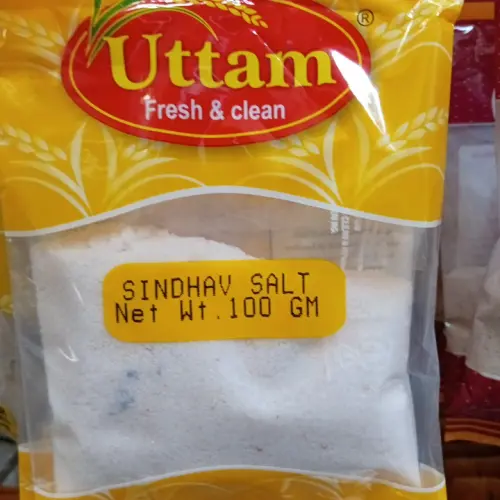 Uttam
®
Fresh & clean
SINDHAV SALT
Net Wt.100 GM